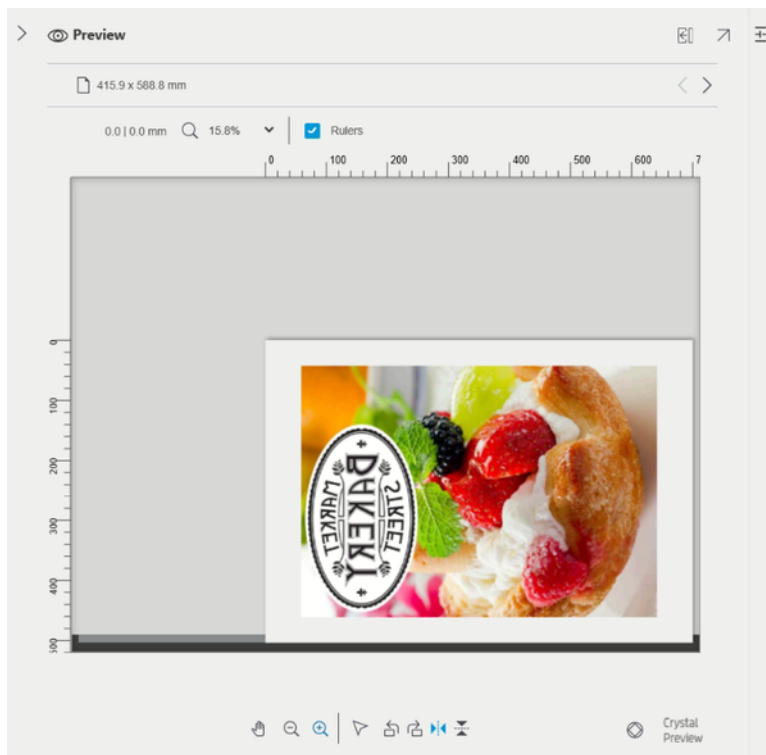 Preview
415.9 x 588.8 mm
0.0 | 0.0 mm 15.8% Rulers
0 100 200 300 400 500 600 7
0
100
200
300
400
500
STREET
BAKERY
MARKET
Crystal
Preview